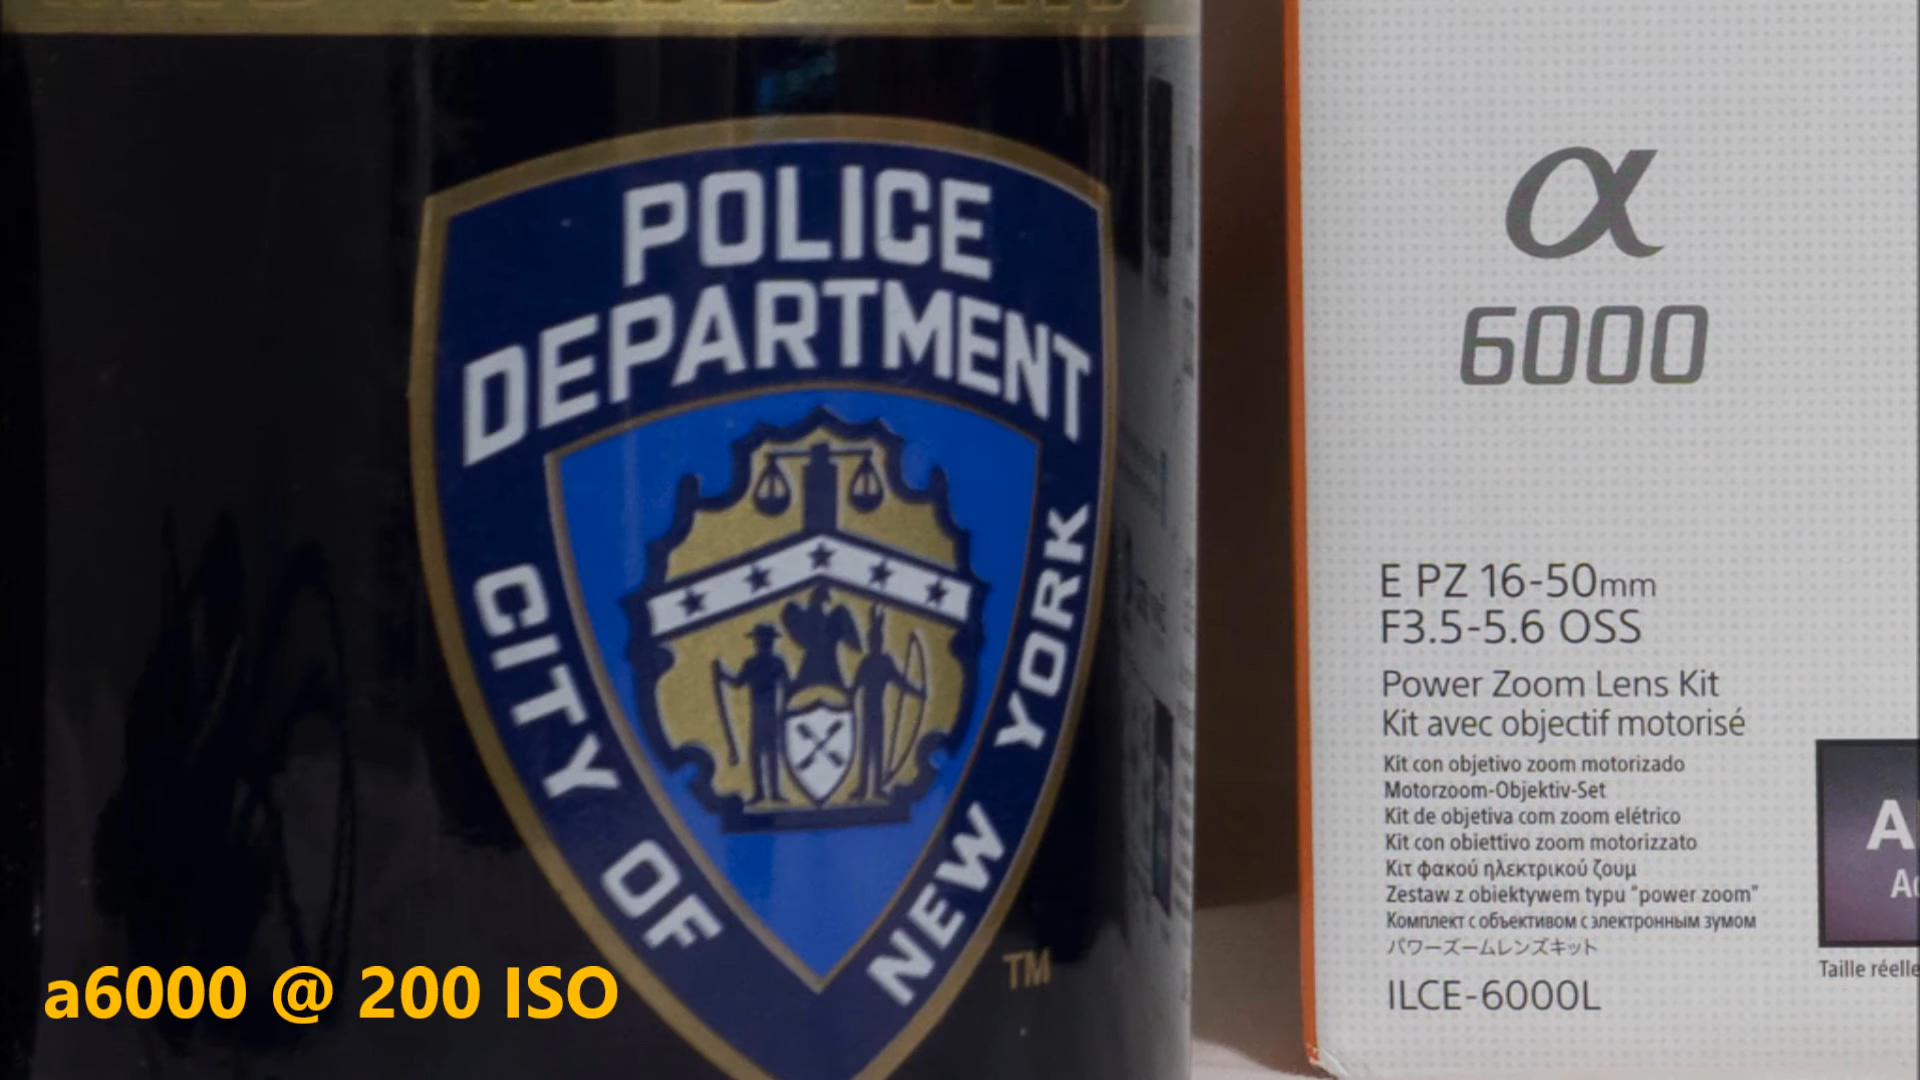 POLICE
DEPARTMENT
CITY OF
NEW YORK
TM
α
6000
E PZ 16-50mm
F3.5-5.6 OSS
Power Zoom Lens Kit
Kit avec objectif motorisé
Kit con objetivo zoom motorizado
Motorzoom-Objektiv-Set
Kit de objetiva com zoom elétrico
Kit con obiettivo zoom motorizzato
Κιτ φακού ηλεκτρικού ζουμ
Zestaw z obiektywem typu "power zoom"
Комплект с объективом с электронным зумом
パワーズームレンズキット
ILCE-6000L
Taille réelle
a6000 @ 200 ISO